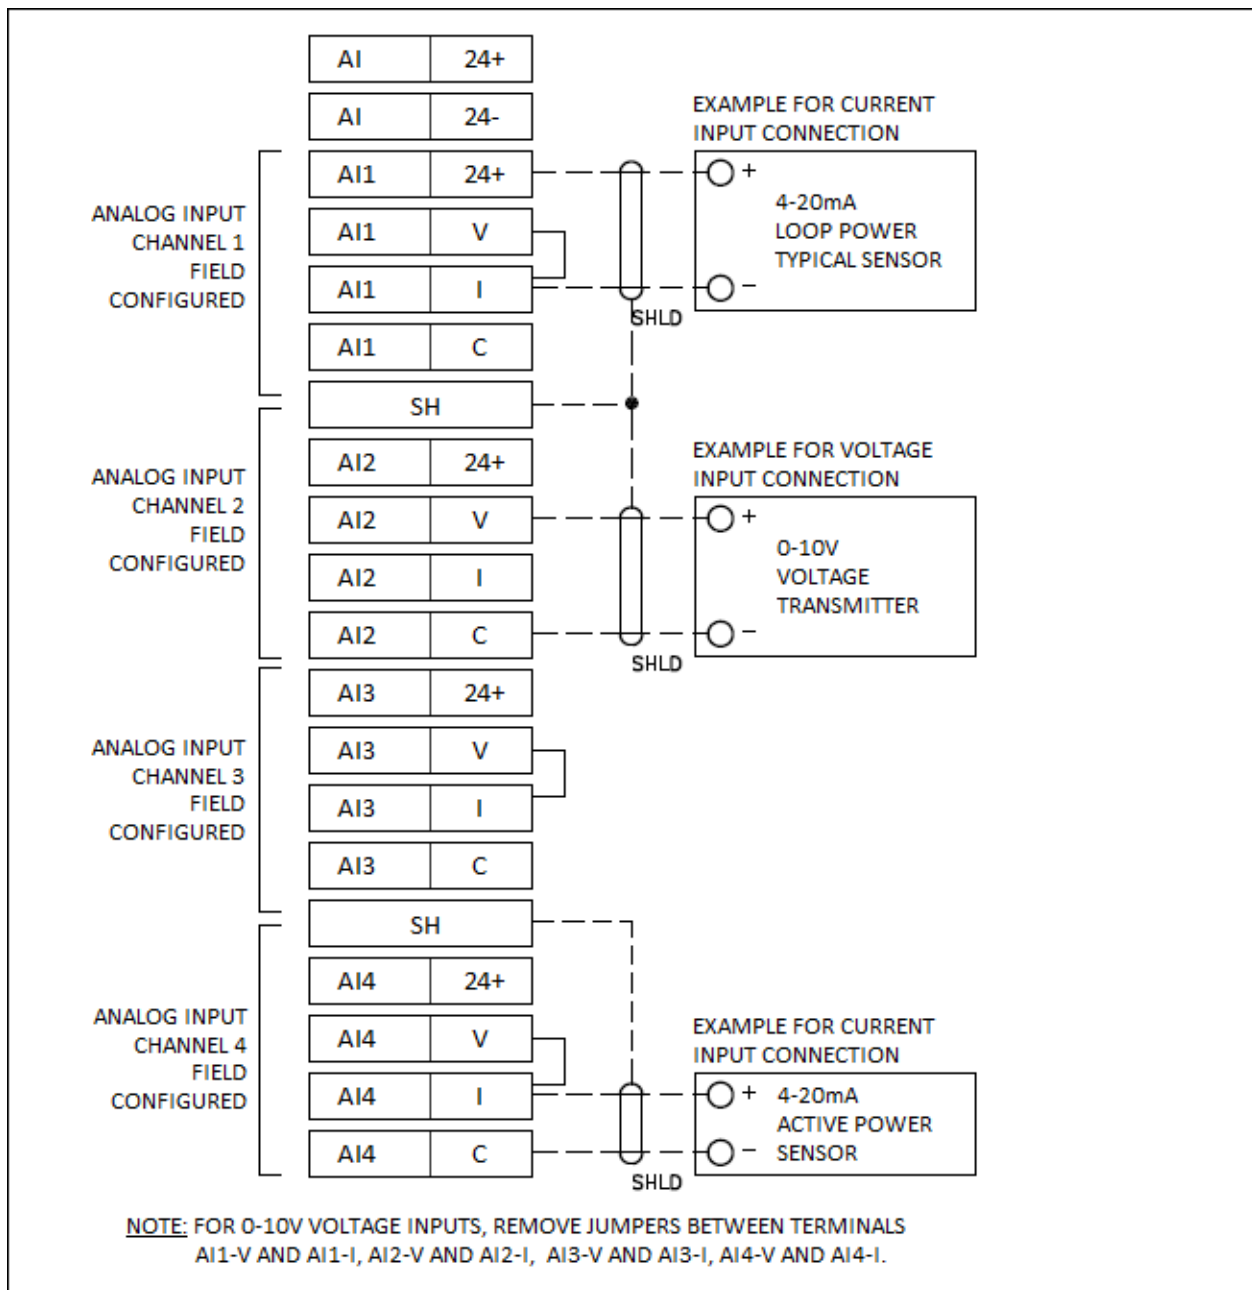 AI 24+
AI 24-
EXAMPLE FOR CURRENT
INPUT CONNECTION
ANALOG INPUT
CHANNEL 1
FIELD
CONFIGURED
AI1 24+
AI1 V
AI1 I
AI1 C
+
4-20mA
LOOP POWER
TYPICAL SENSOR
−
SHLD
SH
ANALOG INPUT
CHANNEL 2
FIELD
CONFIGURED
AI2 24+
AI2 V
AI2 I
AI2 C
EXAMPLE FOR VOLTAGE
INPUT CONNECTION
+
0-10V
VOLTAGE
TRANSMITTER
−
SHLD
ANALOG INPUT
CHANNEL 3
FIELD
CONFIGURED
AI3 24+
AI3 V
AI3 I
AI3 C
SH
ANALOG INPUT
CHANNEL 4
FIELD
CONFIGURED
AI4 24+
AI4 V
AI4 I
AI4 C
EXAMPLE FOR CURRENT
INPUT CONNECTION
+ 4-20mA
ACTIVE POWER
− SENSOR
SHLD
NOTE: FOR 0-10V VOLTAGE INPUTS, REMOVE JUMPERS BETWEEN TERMINALS
AI1-V AND AI1-I, AI2-V AND AI2-I, AI3-V AND AI3-I, AI4-V AND AI4-I.